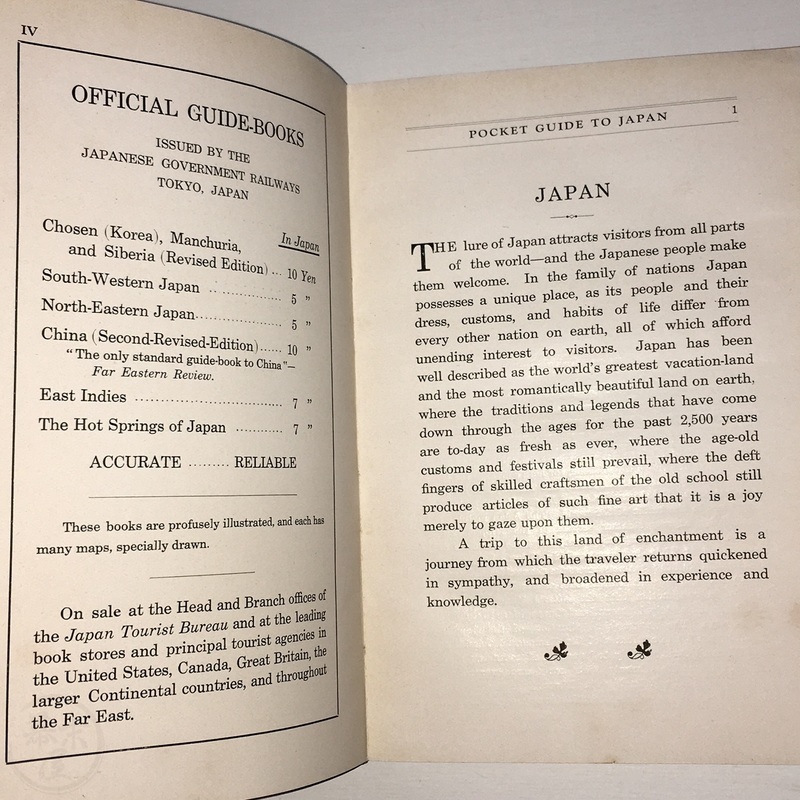 IV
OFFICIAL GUIDE-BOOKS
ISSUED BY THE
JAPANESE GOVERNMENT RAILWAYS
TOKYO, JAPAN
In Japan
Chosen (Korea), Manchuria,
and Siberia (Revised Edition) ... 10 Yen
South-Western Japan .............. 5 "
North-Eastern Japan................ 5 "
China (Second-Revised-Edition)...... 10 "
"The only standard guide-book to China"—
Far Eastern Review.
East Indies ................................ 7 "
The Hot Springs of Japan ............ 7 "
ACCURATE ........ RELIABLE
These books are profusely illustrated, and each has
many maps, specially drawn.
On sale at the Head and Branch offices of
the Japan Tourist Bureau and at the leading
book stores and principal tourist agencies in
the United States, Canada, Great Britain, the
larger Continental countries, and throughout
the Far East.
POCKET GUIDE TO JAPAN 1
JAPAN
THE lure of Japan attracts visitors from all parts
of the world—and the Japanese people make
them welcome. In the family of nations Japan
possesses a unique place, as its people and their
dress, customs, and habits of life differ from
every other nation on earth, all of which afford
unending interest to visitors. Japan has been
well described as the world's greatest vacation-land
and the most romantically beautiful land on earth,
where the traditions and legends that have come
down through the ages for the past 2,500 years
are to-day as fresh as ever, where the age-old
customs and festivals still prevail, where the deft
fingers of skilled craftsmen of the old school still
produce articles of such fine art that it is a joy
merely to gaze upon them.
A trip to this land of enchantment is a
journey from which the traveler returns quickened
in sympathy, and broadened in experience and
knowledge.